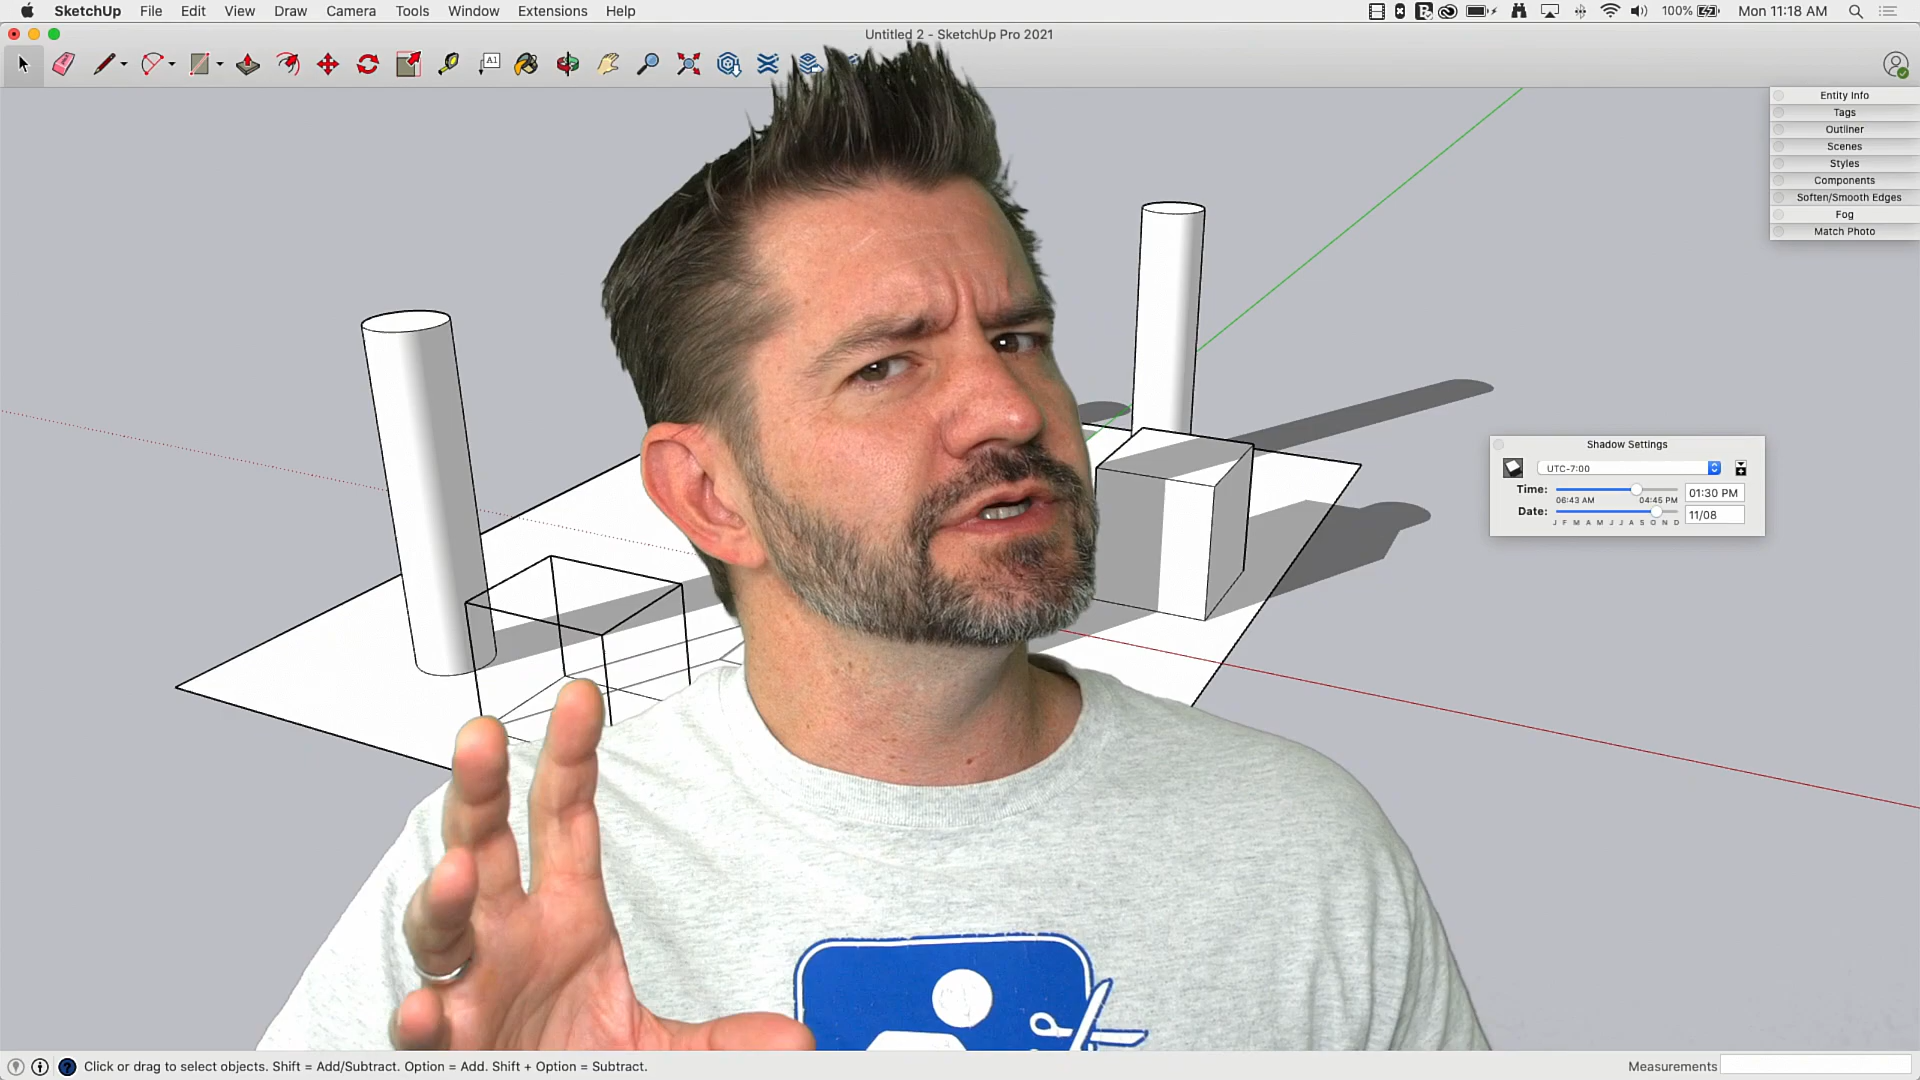 SketchUp File Edit View Draw Camera Tools Window Extensions Help 100% Mon 11:18 AM
Untitled 2 - SketchUp Pro 2021
A1
Entity Info
Tags
Outliner
Scenes
Styles
Components
Soften/Smooth Edges
Fog
Match Photo
Shadow Settings
UTC-7:00
Time: 01:30 PM
06:43 AM 04:45 PM
Date: 11/08
J F M A M J J A S O N D
Click or drag to select objects. Shift = Add/Subtract. Option = Add. Shift + Option = Subtract. Measurements